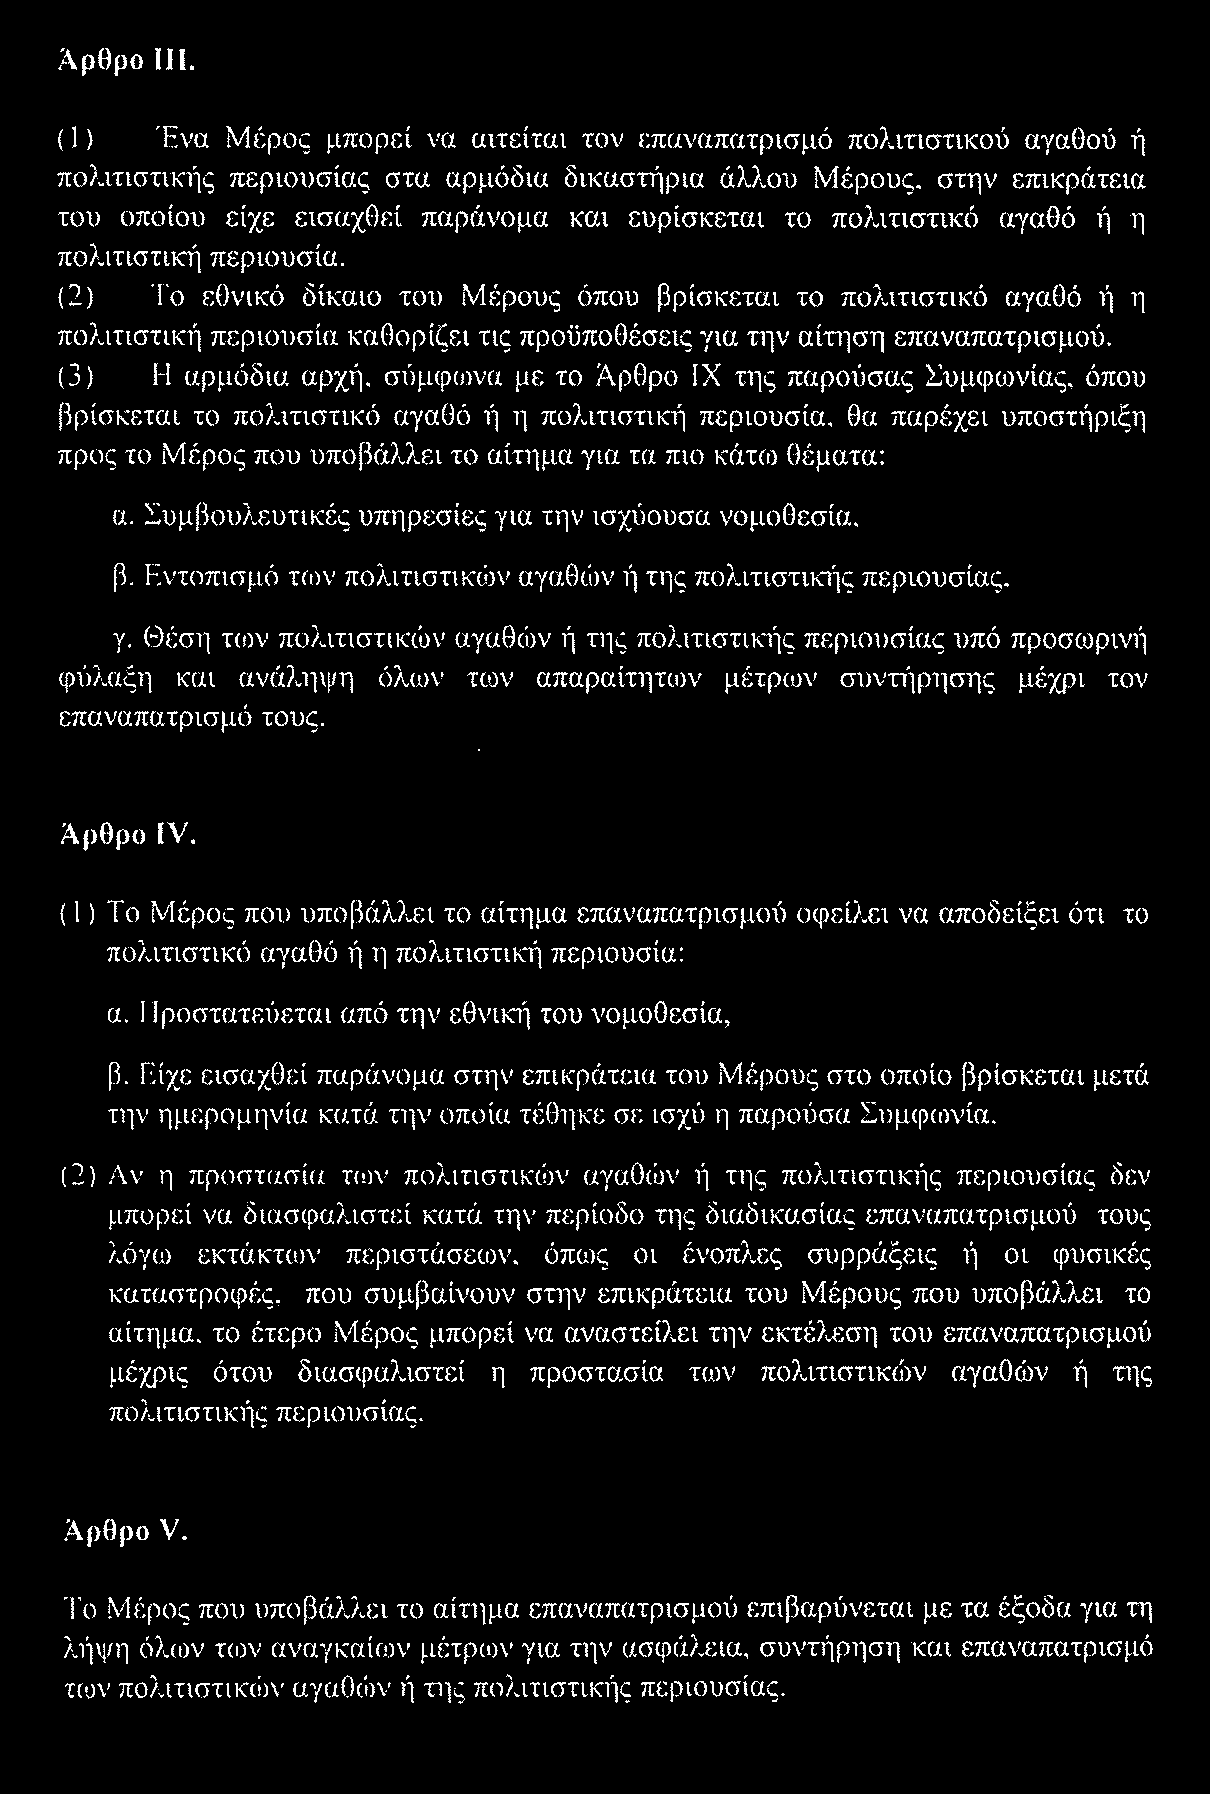 Άρθρο III.
(1) Ένα Μέρος μπορεί να αιτείται τον επαναπατρισμό πολιτιστικού αγαθού ή
πολιτιστικής περιουσίας στα αρμόδια δικαστήρια άλλου Μέρους, στην επικράτεια
του οποίου είχε εισαχθεί παράνομα και ευρίσκεται το πολιτιστικό αγαθό ή η
πολιτιστική περιουσία.
(2) Το εθνικό δίκαιο του Μέρους όπου βρίσκεται το πολιτιστικό αγαθό ή η
πολιτιστική περιουσία καθορίζει τις προϋποθέσεις για την αίτηση επαναπατρισμού.
(3) Η αρμόδια αρχή, σύμφωνα με το Άρθρο IX της παρούσας Συμφωνίας, όπου
βρίσκεται το πολιτιστικό αγαθό ή η πολιτιστική περιουσία, θα παρέχει υποστήριξη
προς το Μέρος που υποβάλλει το αίτημα για τα πιο κάτω θέματα:
α. Συμβουλευτικές υπηρεσίες για την ισχύουσα νομοθεσία,
β. Εντοπισμό των πολιτιστικών αγαθών ή της πολιτιστικής περιουσίας,
γ. Θέση των πολιτιστικών αγαθών ή της πολιτιστικής περιουσίας υπό προσωρινή
φύλαξη και ανάληψη όλων των απαραίτητων μέτρων συντήρησης μέχρι τον
επαναπατρισμό τους.
Άρθρο IV.
(1) Το Μέρος που υποβάλλει το αίτημα επαναπατρισμού οφείλει να αποδείξει ότι το
πολιτιστικό αγαθό ή η πολιτιστική περιουσία:
α. Προστατεύεται από την εθνική του νομοθεσία,
β. Είχε εισαχθεί παράνομα στην επικράτεια του Μέρους στο οποίο βρίσκεται μετά
την ημερομηνία κατά την οποία τέθηκε σε ισχύ η παρούσα Συμφωνία.
(2) Αν η προστασία των πολιτιστικών αγαθών ή της πολιτιστικής περιουσίας δεν
μπορεί να διασφαλιστεί κατά την περίοδο της διαδικασίας επαναπατρισμού τους
λόγω εκτάκτων περιστάσεων, όπως οι ένοπλες συρράξεις ή οι φυσικές
καταστροφές, που συμβαίνουν στην επικράτεια του Μέρους που υποβάλλει το
αίτημα, το έτερο Μέρος μπορεί να αναστείλει την εκτέλεση του επαναπατρισμού
μέχρις ότου διασφαλιστεί η προστασία των πολιτιστικών αγαθών ή της
πολιτιστικής περιουσίας.
Άρθρο V.
Το Μέρος που υποβάλλει το αίτημα επαναπατρισμού επιβαρύνεται με τα έξοδα για τη
λήψη όλων των αναγκαίων μέτρων για την ασφάλεια, συντήρηση και επαναπατρισμό
των πολιτιστικών αγαθών ή της πολιτιστικής περιουσίας.